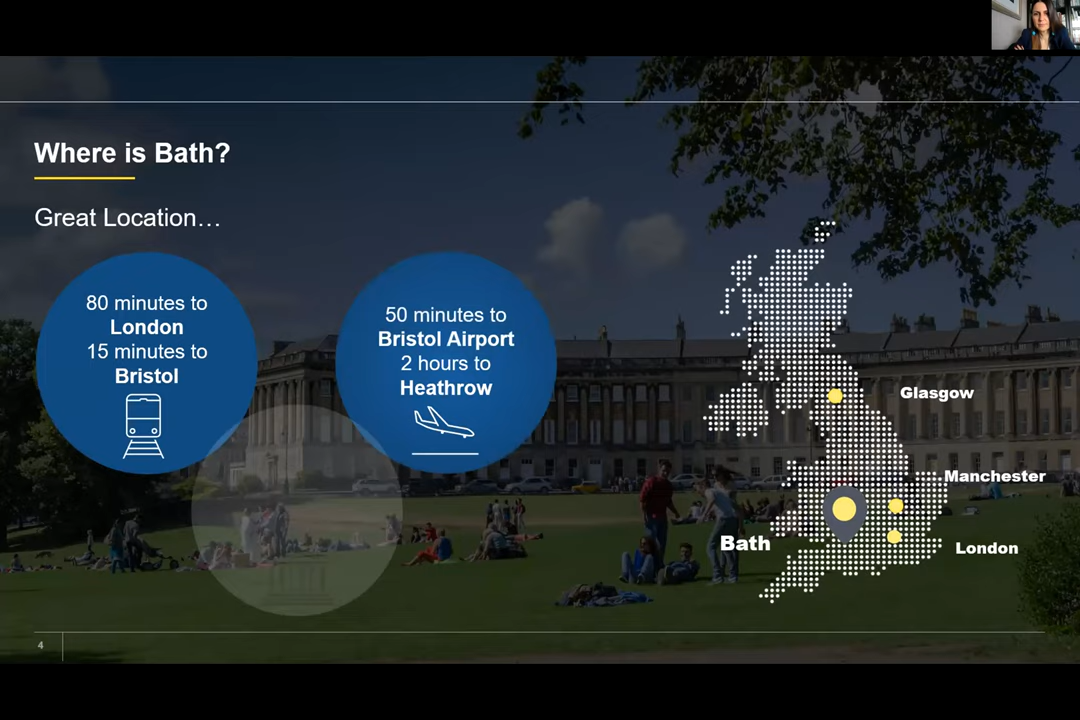 Where is Bath?
Great Location…
80 minutes to
London
15 minutes to
Bristol
50 minutes to
Bristol Airport
2 hours to
Heathrow
Glasgow
Manchester
Bath
London
4